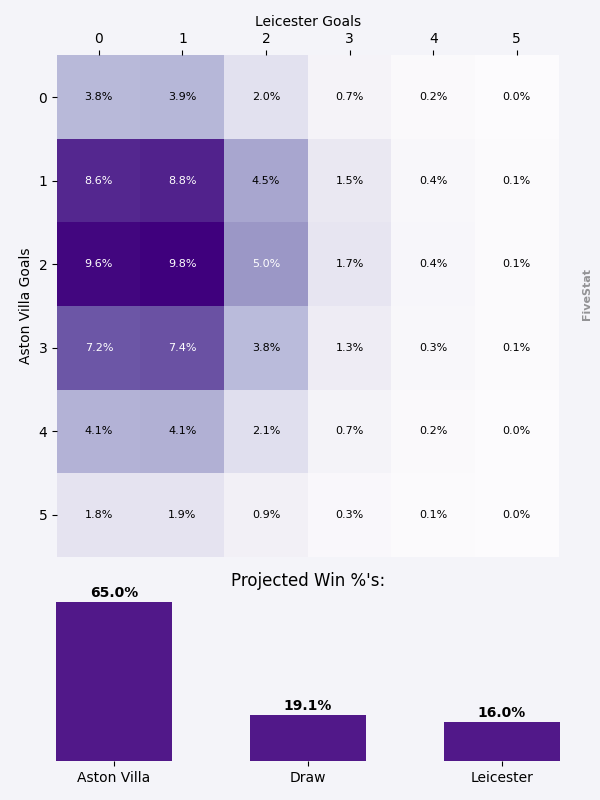 Leicester Goals
0 1 2 3 4 5
0 3.8% 3.9% 2.0% 0.7% 0.2% 0.0%
1 8.6% 8.8% 4.5% 1.5% 0.4% 0.1%
2 9.6% 9.8% 5.0% 1.7% 0.4% 0.1%
3 7.2% 7.4% 3.8% 1.3% 0.3% 0.1%
4 4.1% 4.1% 2.1% 0.7% 0.2% 0.0%
5 1.8% 1.9% 0.9% 0.3% 0.1% 0.0%
Aston Villa Goals
FiveStat
Projected Win %'s:
65.0% 19.1% 16.0%
Aston Villa Draw Leicester